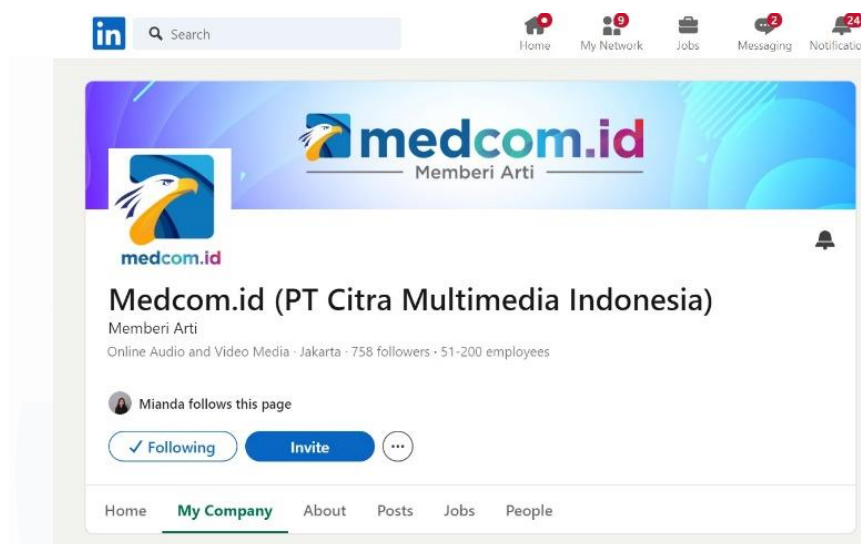 in
Search
9
2
24
Home
My Network
Jobs
Messaging
medcom.id
Memberi Arti
medcom.id
Medcom.id (PT Citra Multimedia Indonesia)
Memberi Arti
Online Audio and Video Media · Jakarta · 758 followers · 51-200 employees
Mianda follows this page
✓ Following
Invite
Home
My Company
About
Posts
Jobs
People